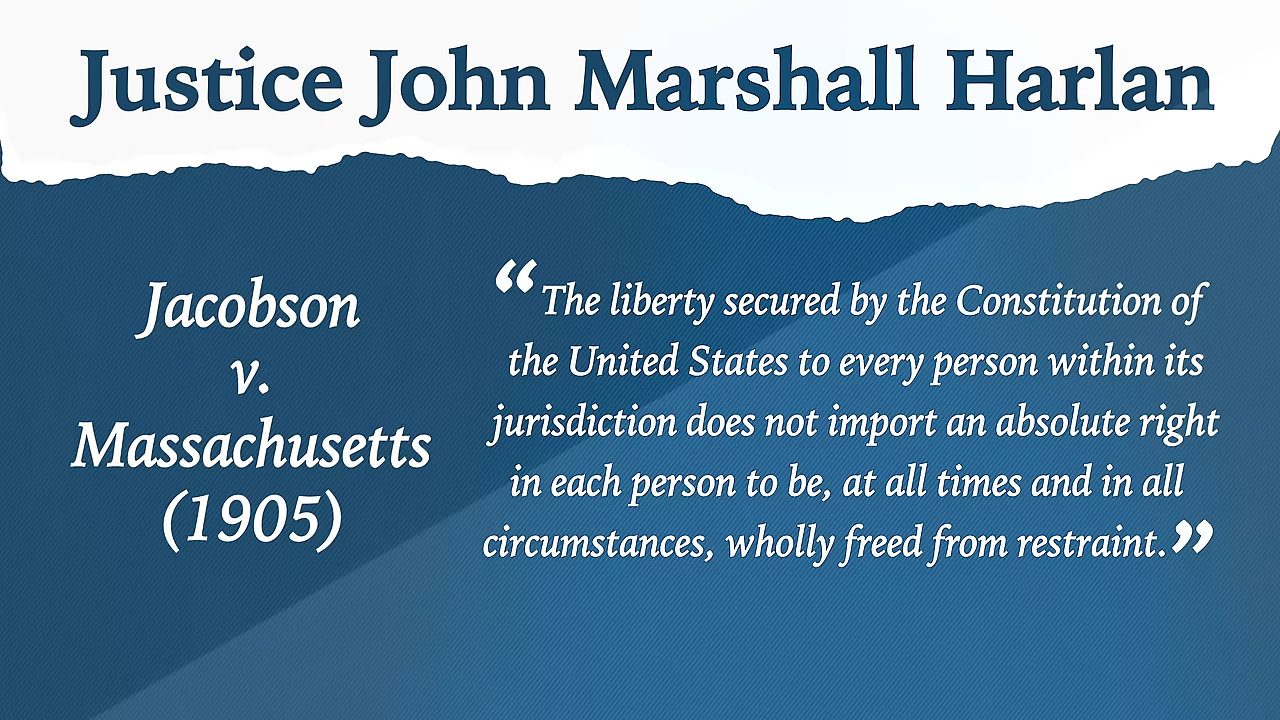 Justice John Marshall Harlan
Jacobson
v.
Massachusetts
(1905)
“The liberty secured by the Constitution of
the United States to every person within its
jurisdiction does not import an absolute right
in each person to be, at all times and in all
circumstances, wholly freed from restraint.”